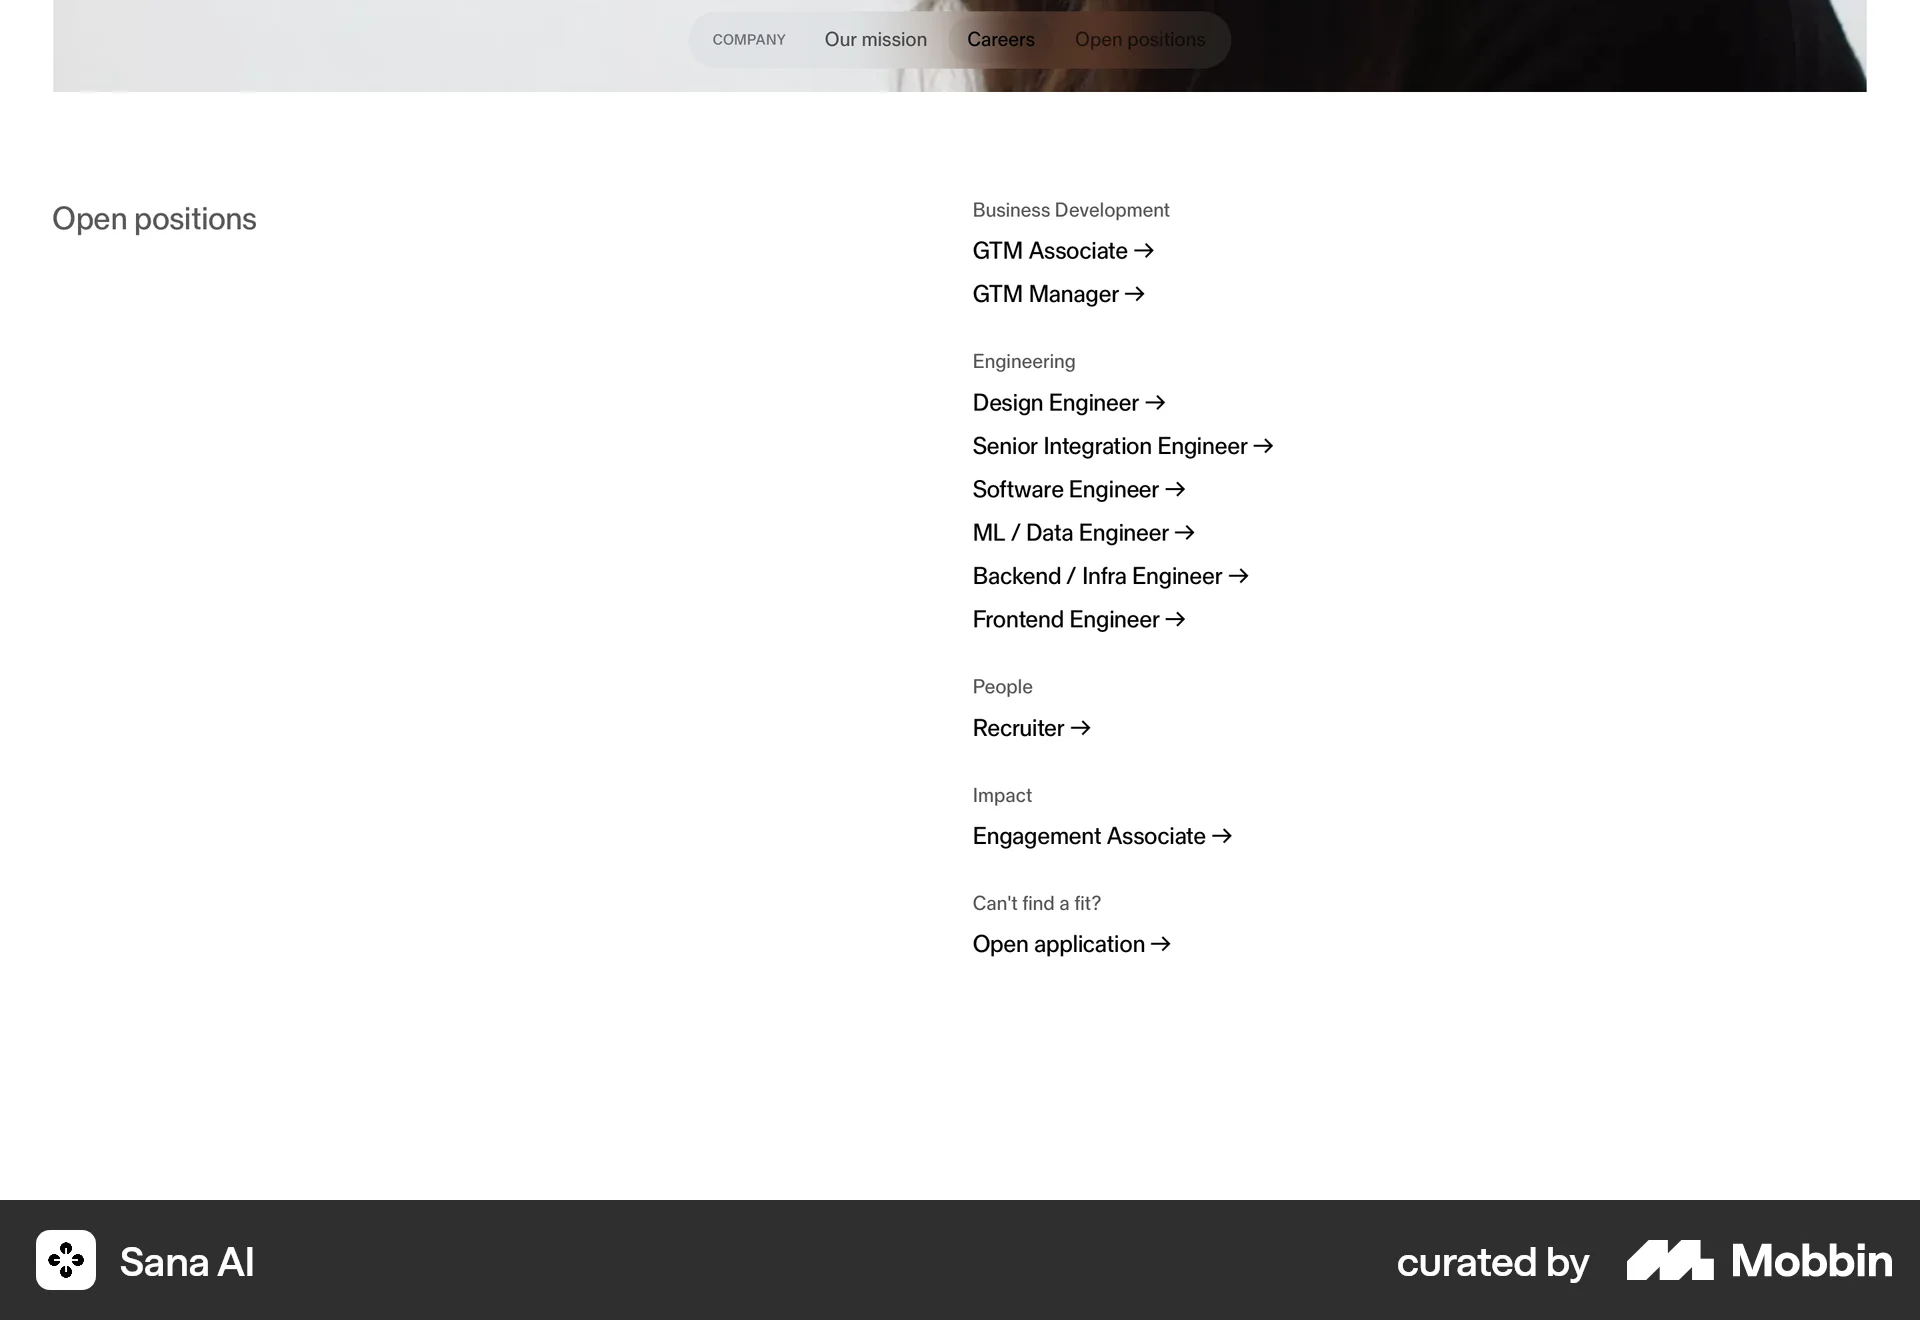 COMPANY Our mission Careers Open positions
Open positions
Business Development
GTM Associate →
GTM Manager →
Engineering
Design Engineer →
Senior Integration Engineer →
Software Engineer →
ML / Data Engineer →
Backend / Infra Engineer →
Frontend Engineer →
People
Recruiter →
Impact
Engagement Associate →
Can't find a fit?
Open application →
Sana AI
curated by Mobbin